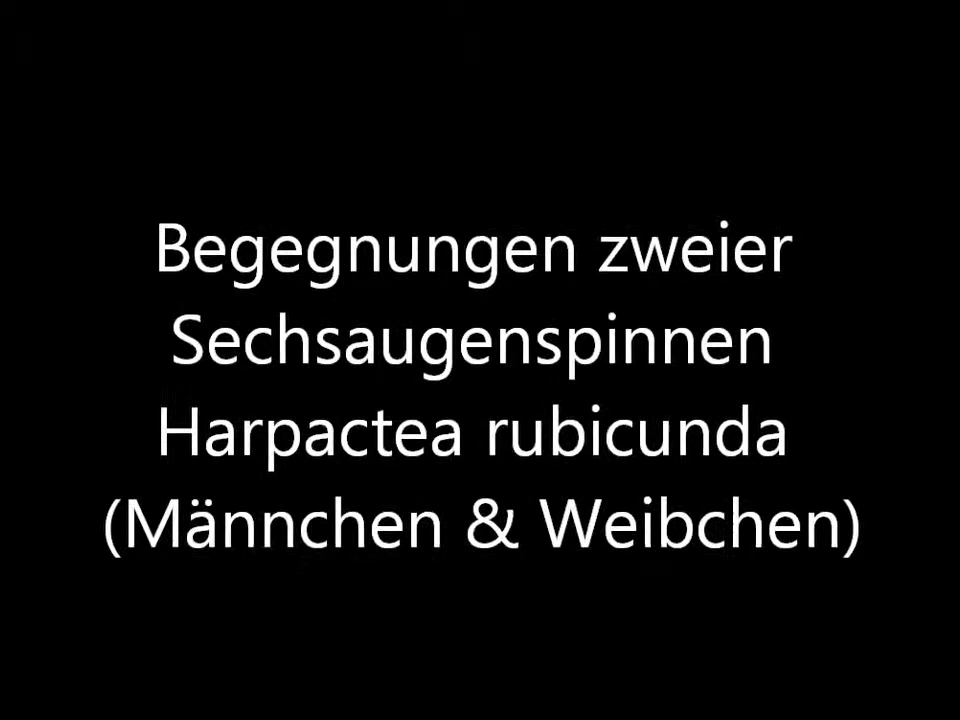 Begegnungen zweier
Sechsaugenspinnen
Harpactea rubicunda
(Männchen & Weibchen)